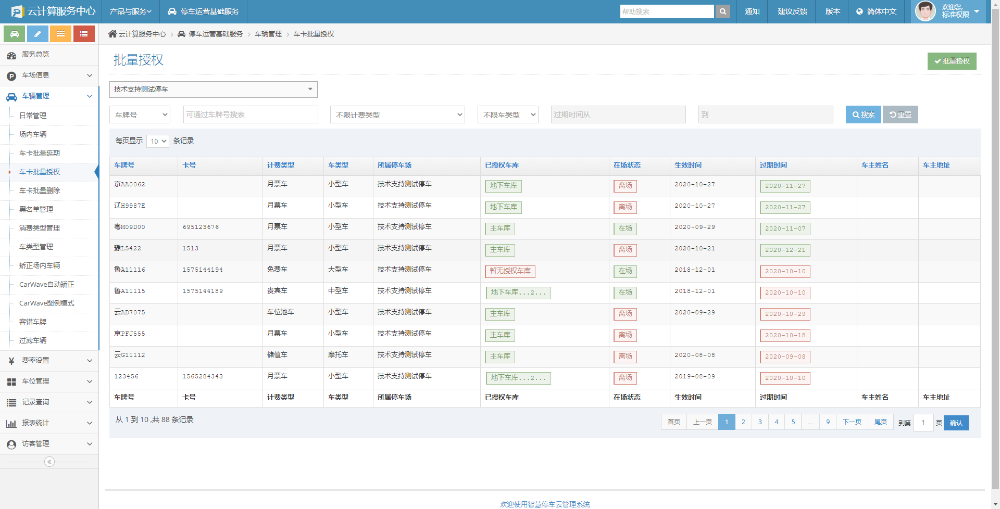 云计算服务中心 产品与服务 停车运营基础服务 帮助搜索 通知 建议反馈 版本 简体中文 欢迎您,
标准权限
云计算服务中心 停车运营基础服务 车辆管理 车卡批量授权
服务总览
车场信息
车辆管理
日常管理
场内车辆
车卡批量延期
车卡批量授权
车卡批量删除
黑名单管理
消费类型管理
车类型管理
矫正场内车辆
CarWave自动矫正
CarWave图例模式
容错车牌
过滤车辆
费率设置
车位管理
记录查询
报表统计
访客管理
批量授权 批量授权
技术支持测试停车
车牌号 可通过车牌号搜索 不限计费类型 不限车类型 过期时间从 到 搜索 重置
每页显示 10 条记录
车牌号 卡号 计费类型 车类型 所属停车场 已授权车库 在场状态 生效时间 过期时间 车主姓名 车主地址
京AA0062 月票车 小型车 技术支持测试停车 地下车库 离场 2020-10-27 2020-11-27
辽H9987E 月票车 小型车 技术支持测试停车 地下车库 离场 2020-10-27 2020-11-27
粤M09D00 695123676 月票车 小型车 技术支持测试停车 主车库 在场 2020-09-29 2020-11-07
豫L5422 1513 月票车 小型车 技术支持测试停车 主车库 离场 2020-10-21 2020-12-21
鲁A11116 1575144194 免费车 大型车 技术支持测试停车 暂无授权车库 在场 2018-12-01 2020-10-10
鲁A11115 1575144189 贵宾车 中型车 技术支持测试停车 地下车库...2... 在场 2018-12-01 2020-10-10
云AD7075 车位池车 小型车 技术支持测试停车 主车库 离场 2020-09-29 2020-10-29
京PFJ555 月票车 小型车 技术支持测试停车 主车库 离场 2020-10-18
云G11112 储值车 摩托车 技术支持测试停车 主车库 离场 2020-08-08 2020-09-08
123456 1565284343 月票车 小型车 技术支持测试停车 地下车库...2... 离场 2019-08-09 2020-10-10
车牌号 卡号 计费类型 车类型 所属停车场 已授权车库 在场状态 生效时间 过期时间 车主姓名 车主地址
从 1 到 10 ,共 88 条记录 首页 上一页 1 2 3 4 5 ... 9 下一页 尾页 到第 1 页 确认
欢迎使用智慧停车云管理系统